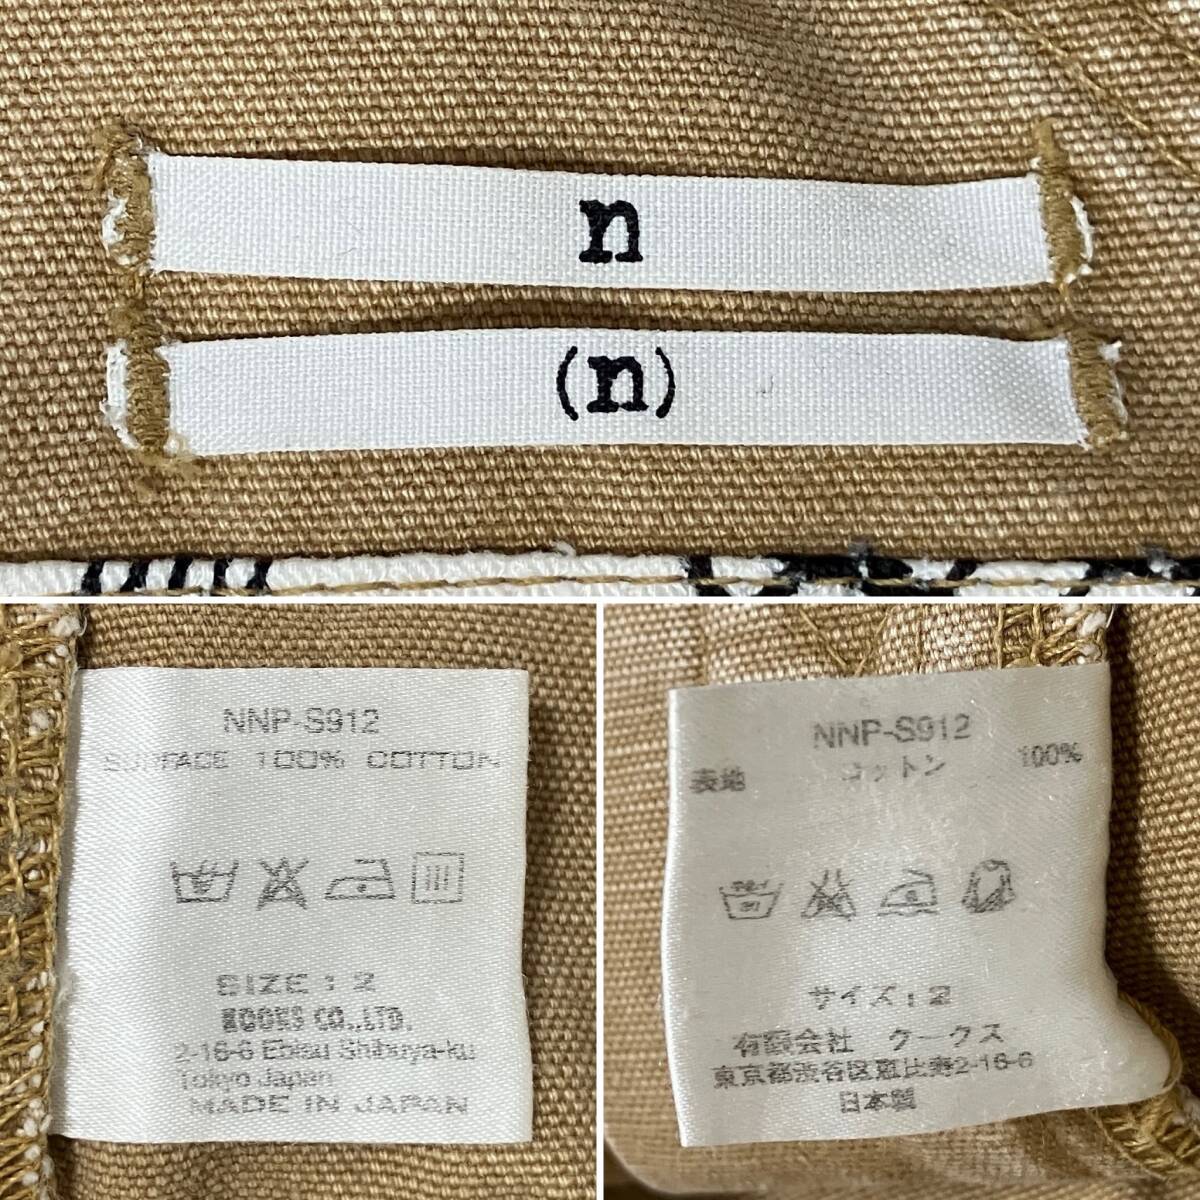 n
(n)
NNP-S912
SURFACE 100% COTTON
SIZE : 2
KOOKS CO.,LTD.
2-16-6 Ebisu Shibuya-ku
Tokyo Japan
MADE IN JAPAN
NNP-S912
表地 コットン 100%
サイズ : 2
有限会社 クークス
東京都渋谷区恵比寿2-16-6
日本製